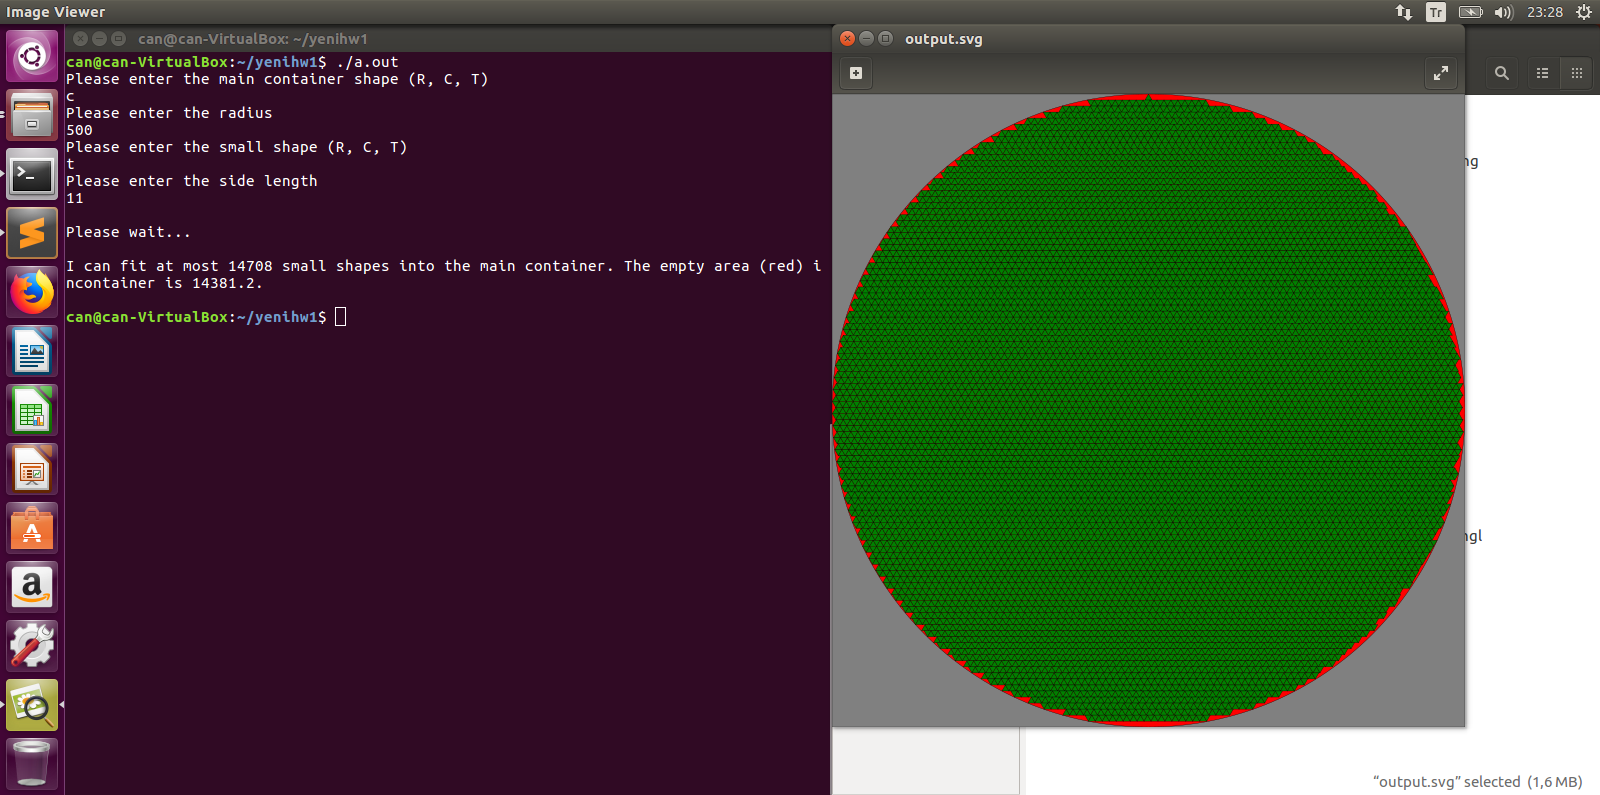 Image Viewer
Tr
23:28
can@can-VirtualBox: ~/yenihw1
can@can-VirtualBox:~/yenihw1$ ./a.out
Please enter the main container shape (R, C, T)
c
Please enter the radius
500
Please enter the small shape (R, C, T)
t
Please enter the side length
11
Please wait...
I can fit at most 14708 small shapes into the main container. The empty area (red) i
ncontainer is 14381.2.
can@can-VirtualBox:~/yenihw1$
output.svg
ng
ngl
“output.svg” selected (1,6 MB)